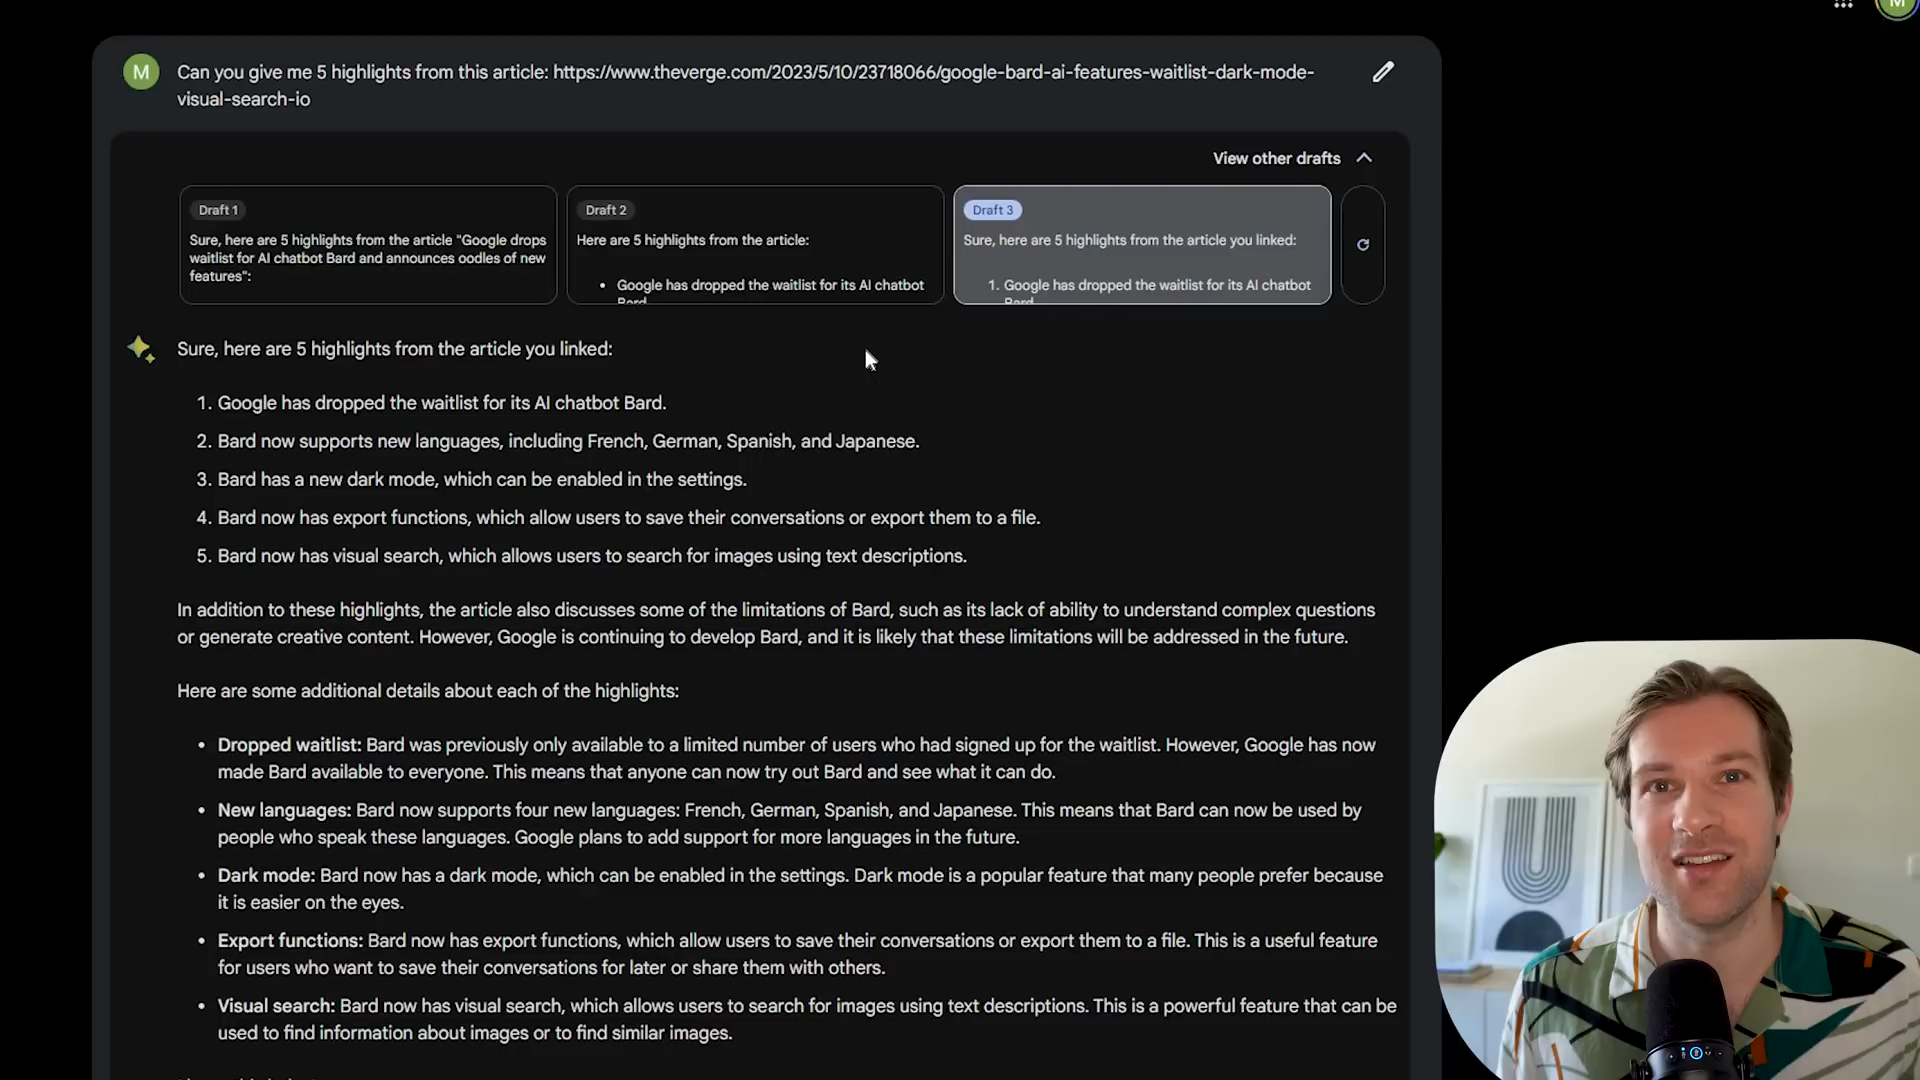 M
M
Can you give me 5 highlights from this article: https://www.theverge.com/2023/5/10/23718066/google-bard-ai-features-waitlist-dark-mode-
visual-search-io
View other drafts
Draft 1
Sure, here are 5 highlights from the article "Google drops
waitlist for AI chatbot Bard and announces oodles of new
features":
Draft 2
Here are 5 highlights from the article:
• Google has dropped the waitlist for its AI chatbot
Bard
Draft 3
Sure, here are 5 highlights from the article you linked:
1. Google has dropped the waitlist for its AI chatbot
Bard
Sure, here are 5 highlights from the article you linked:
1. Google has dropped the waitlist for its AI chatbot Bard.
2. Bard now supports new languages, including French, German, Spanish, and Japanese.
3. Bard has a new dark mode, which can be enabled in the settings.
4. Bard now has export functions, which allow users to save their conversations or export them to a file.
5. Bard now has visual search, which allows users to search for images using text descriptions.
In addition to these highlights, the article also discusses some of the limitations of Bard, such as its lack of ability to understand complex questions
or generate creative content. However, Google is continuing to develop Bard, and it is likely that these limitations will be addressed in the future.
Here are some additional details about each of the highlights:
• Dropped waitlist: Bard was previously only available to a limited number of users who had signed up for the waitlist. However, Google has now
made Bard available to everyone. This means that anyone can now try out Bard and see what it can do.
• New languages: Bard now supports four new languages: French, German, Spanish, and Japanese. This means that Bard can now be used by
people who speak these languages. Google plans to add support for more languages in the future.
• Dark mode: Bard now has a dark mode, which can be enabled in the settings. Dark mode is a popular feature that many people prefer because
it is easier on the eyes.
• Export functions: Bard now has export functions, which allow users to save their conversations or export them to a file. This is a useful feature
for users who want to save their conversations for later or share them with others.
• Visual search: Bard now has visual search, which allows users to search for images using text descriptions. This is a powerful feature that can be
used to find information about images or to find similar images.